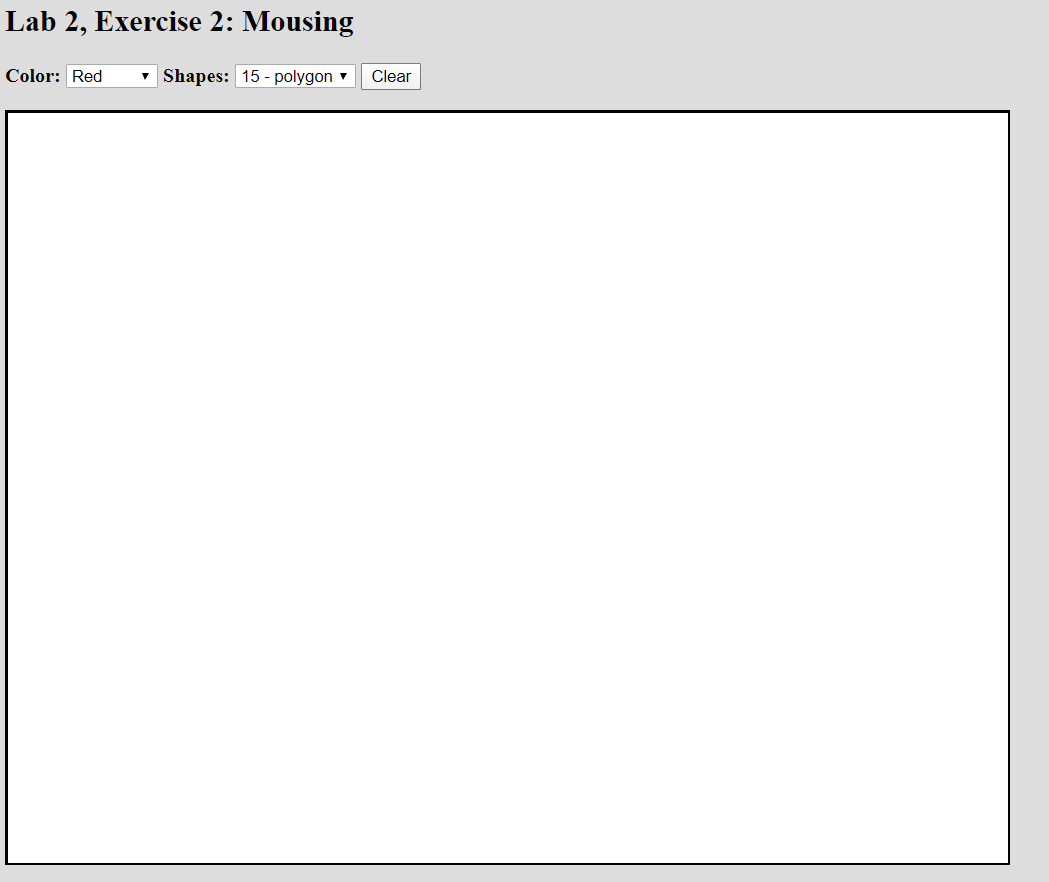 Lab 2, Exercise 2: Mousing
Color: Red Shapes: 15 - polygon Clear